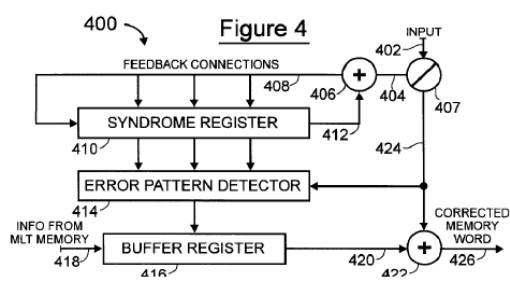 400
Figure 4
INPUT
402
FEEDBACK CONNECTIONS
408
406
+
404
407
SYNDROME REGISTER
410
412
424
ERROR PATTERN DETECTOR
414
INFO FROM
MLT MEMORY
418
BUFFER REGISTER
416
420
+
422
CORRECTED
MEMORY
WORD
426